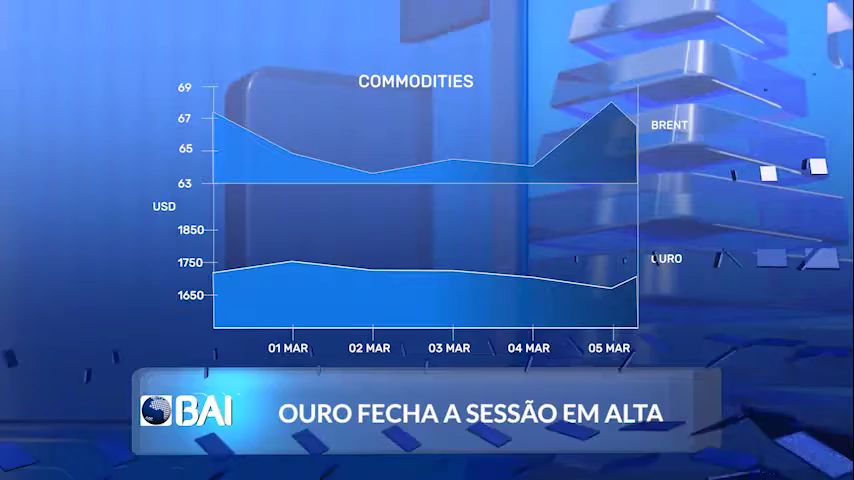 COMMODITIES
69
67
65
63
BRENT
USD
1850
1750
1650
OURO
01 MAR
02 MAR
03 MAR
04 MAR
05 MAR
BAI
OURO FECHA A SESSÃO EM ALTA